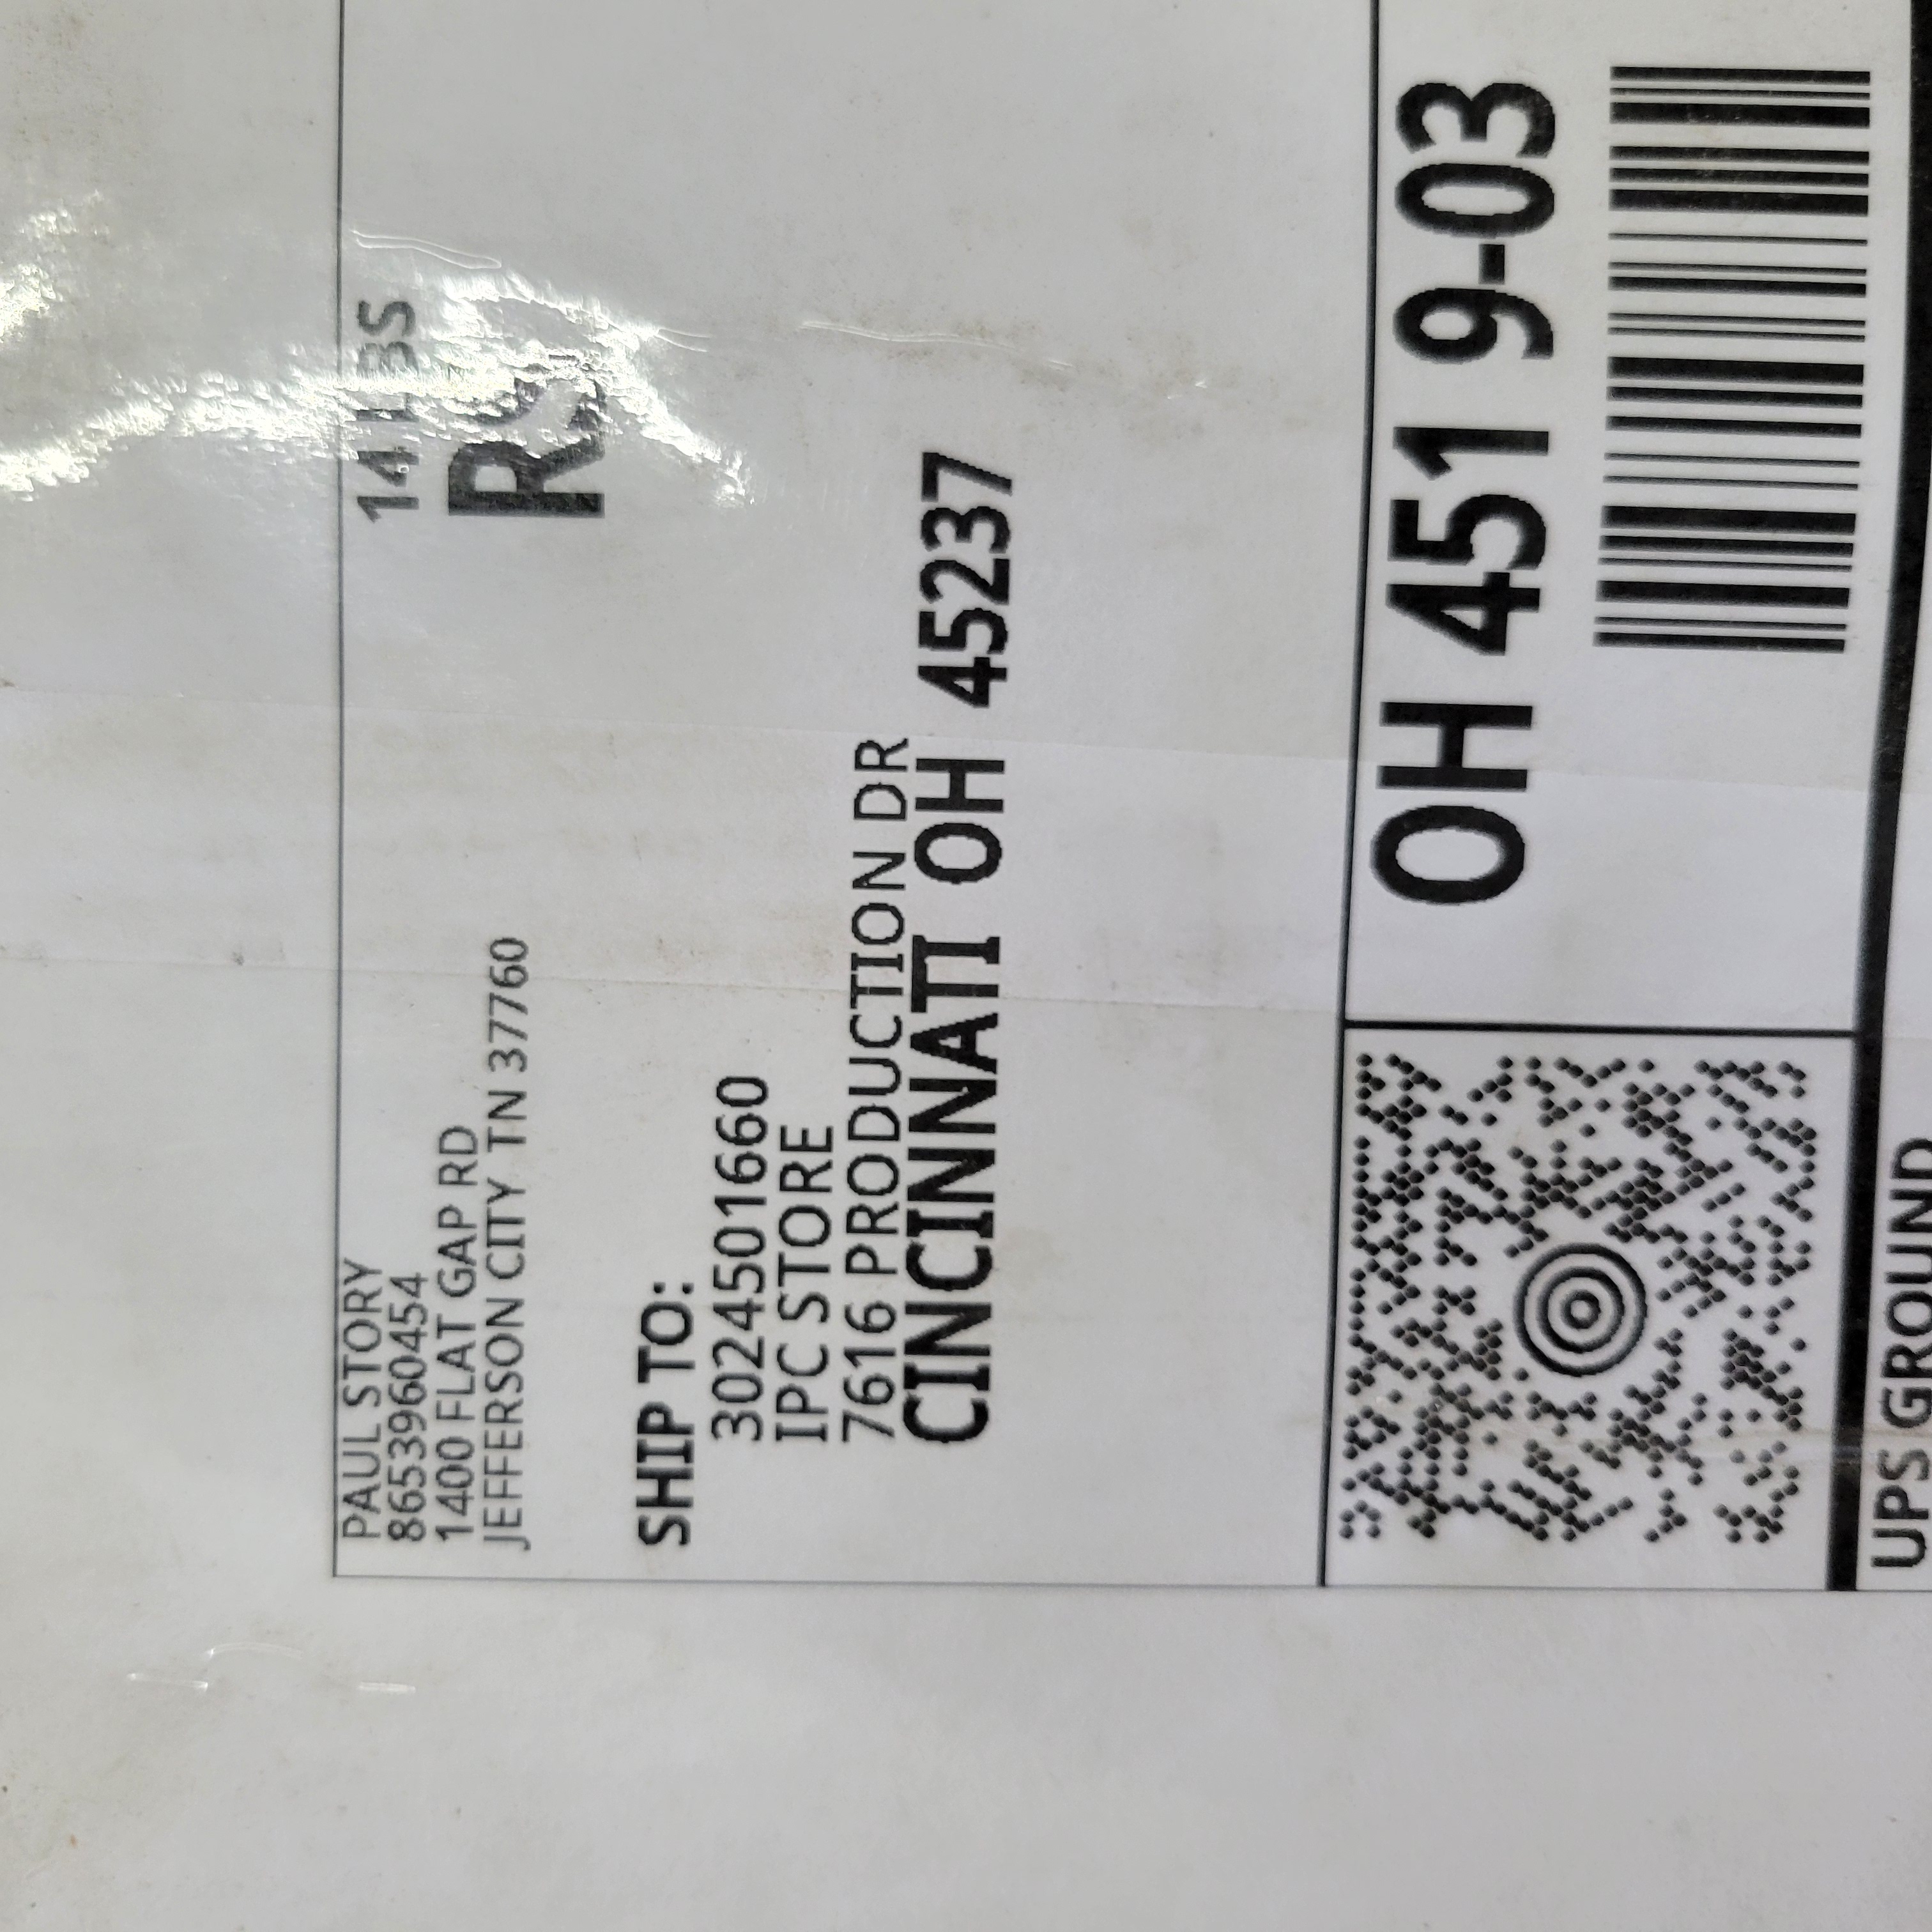 PAUL STORY
8653960454
1400 FLAT GAP RD
JEFFERSON CITY TN 37760
14 LBS
SHIP TO:
3024501660
IPC STORE
7616 PRODUCTION DR
CINCINNATI OH 45237
OH 451 9-03
UPS GROUND